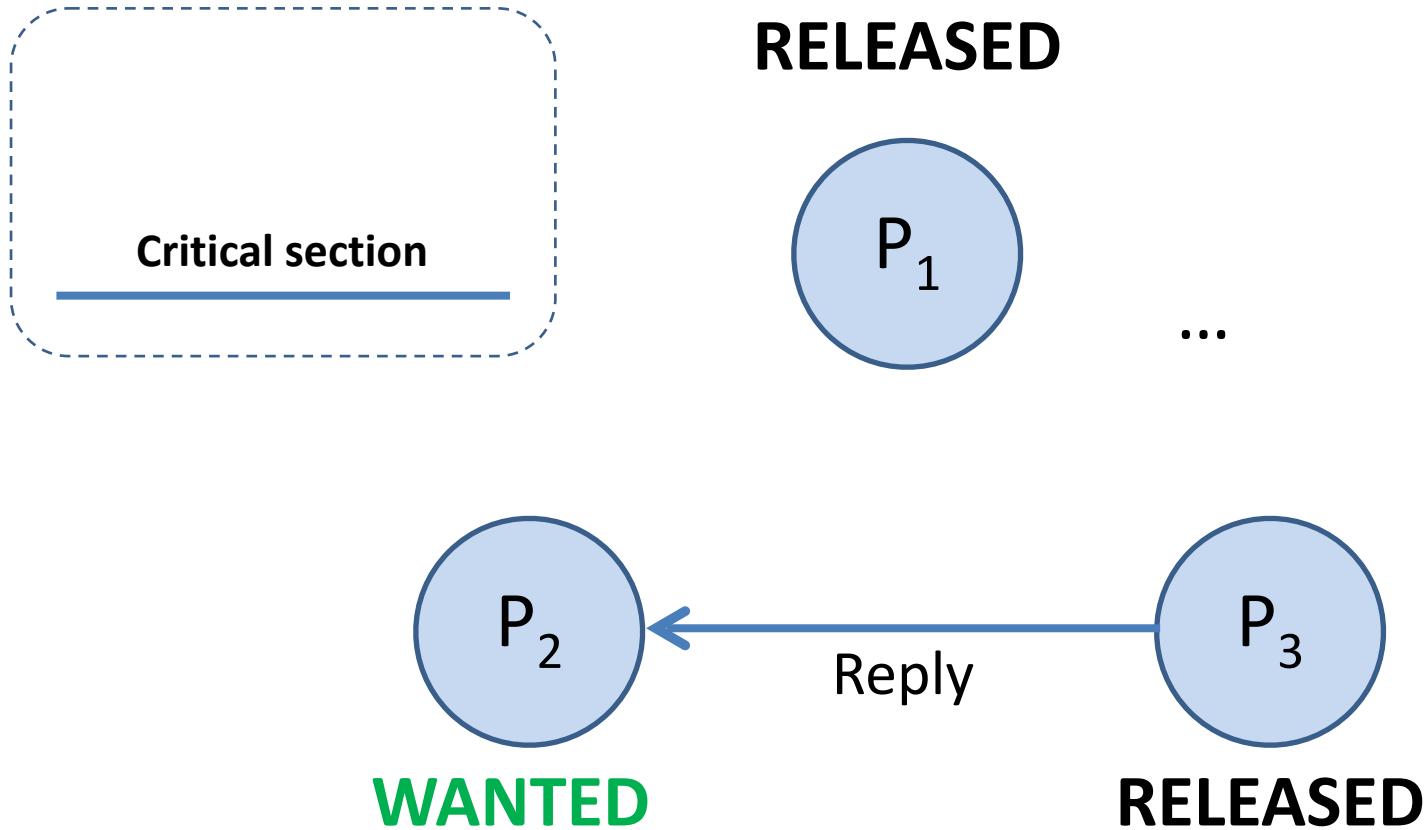 RELEASED
Critical section
P1
...
P2
P3
Reply
WANTED
RELEASED